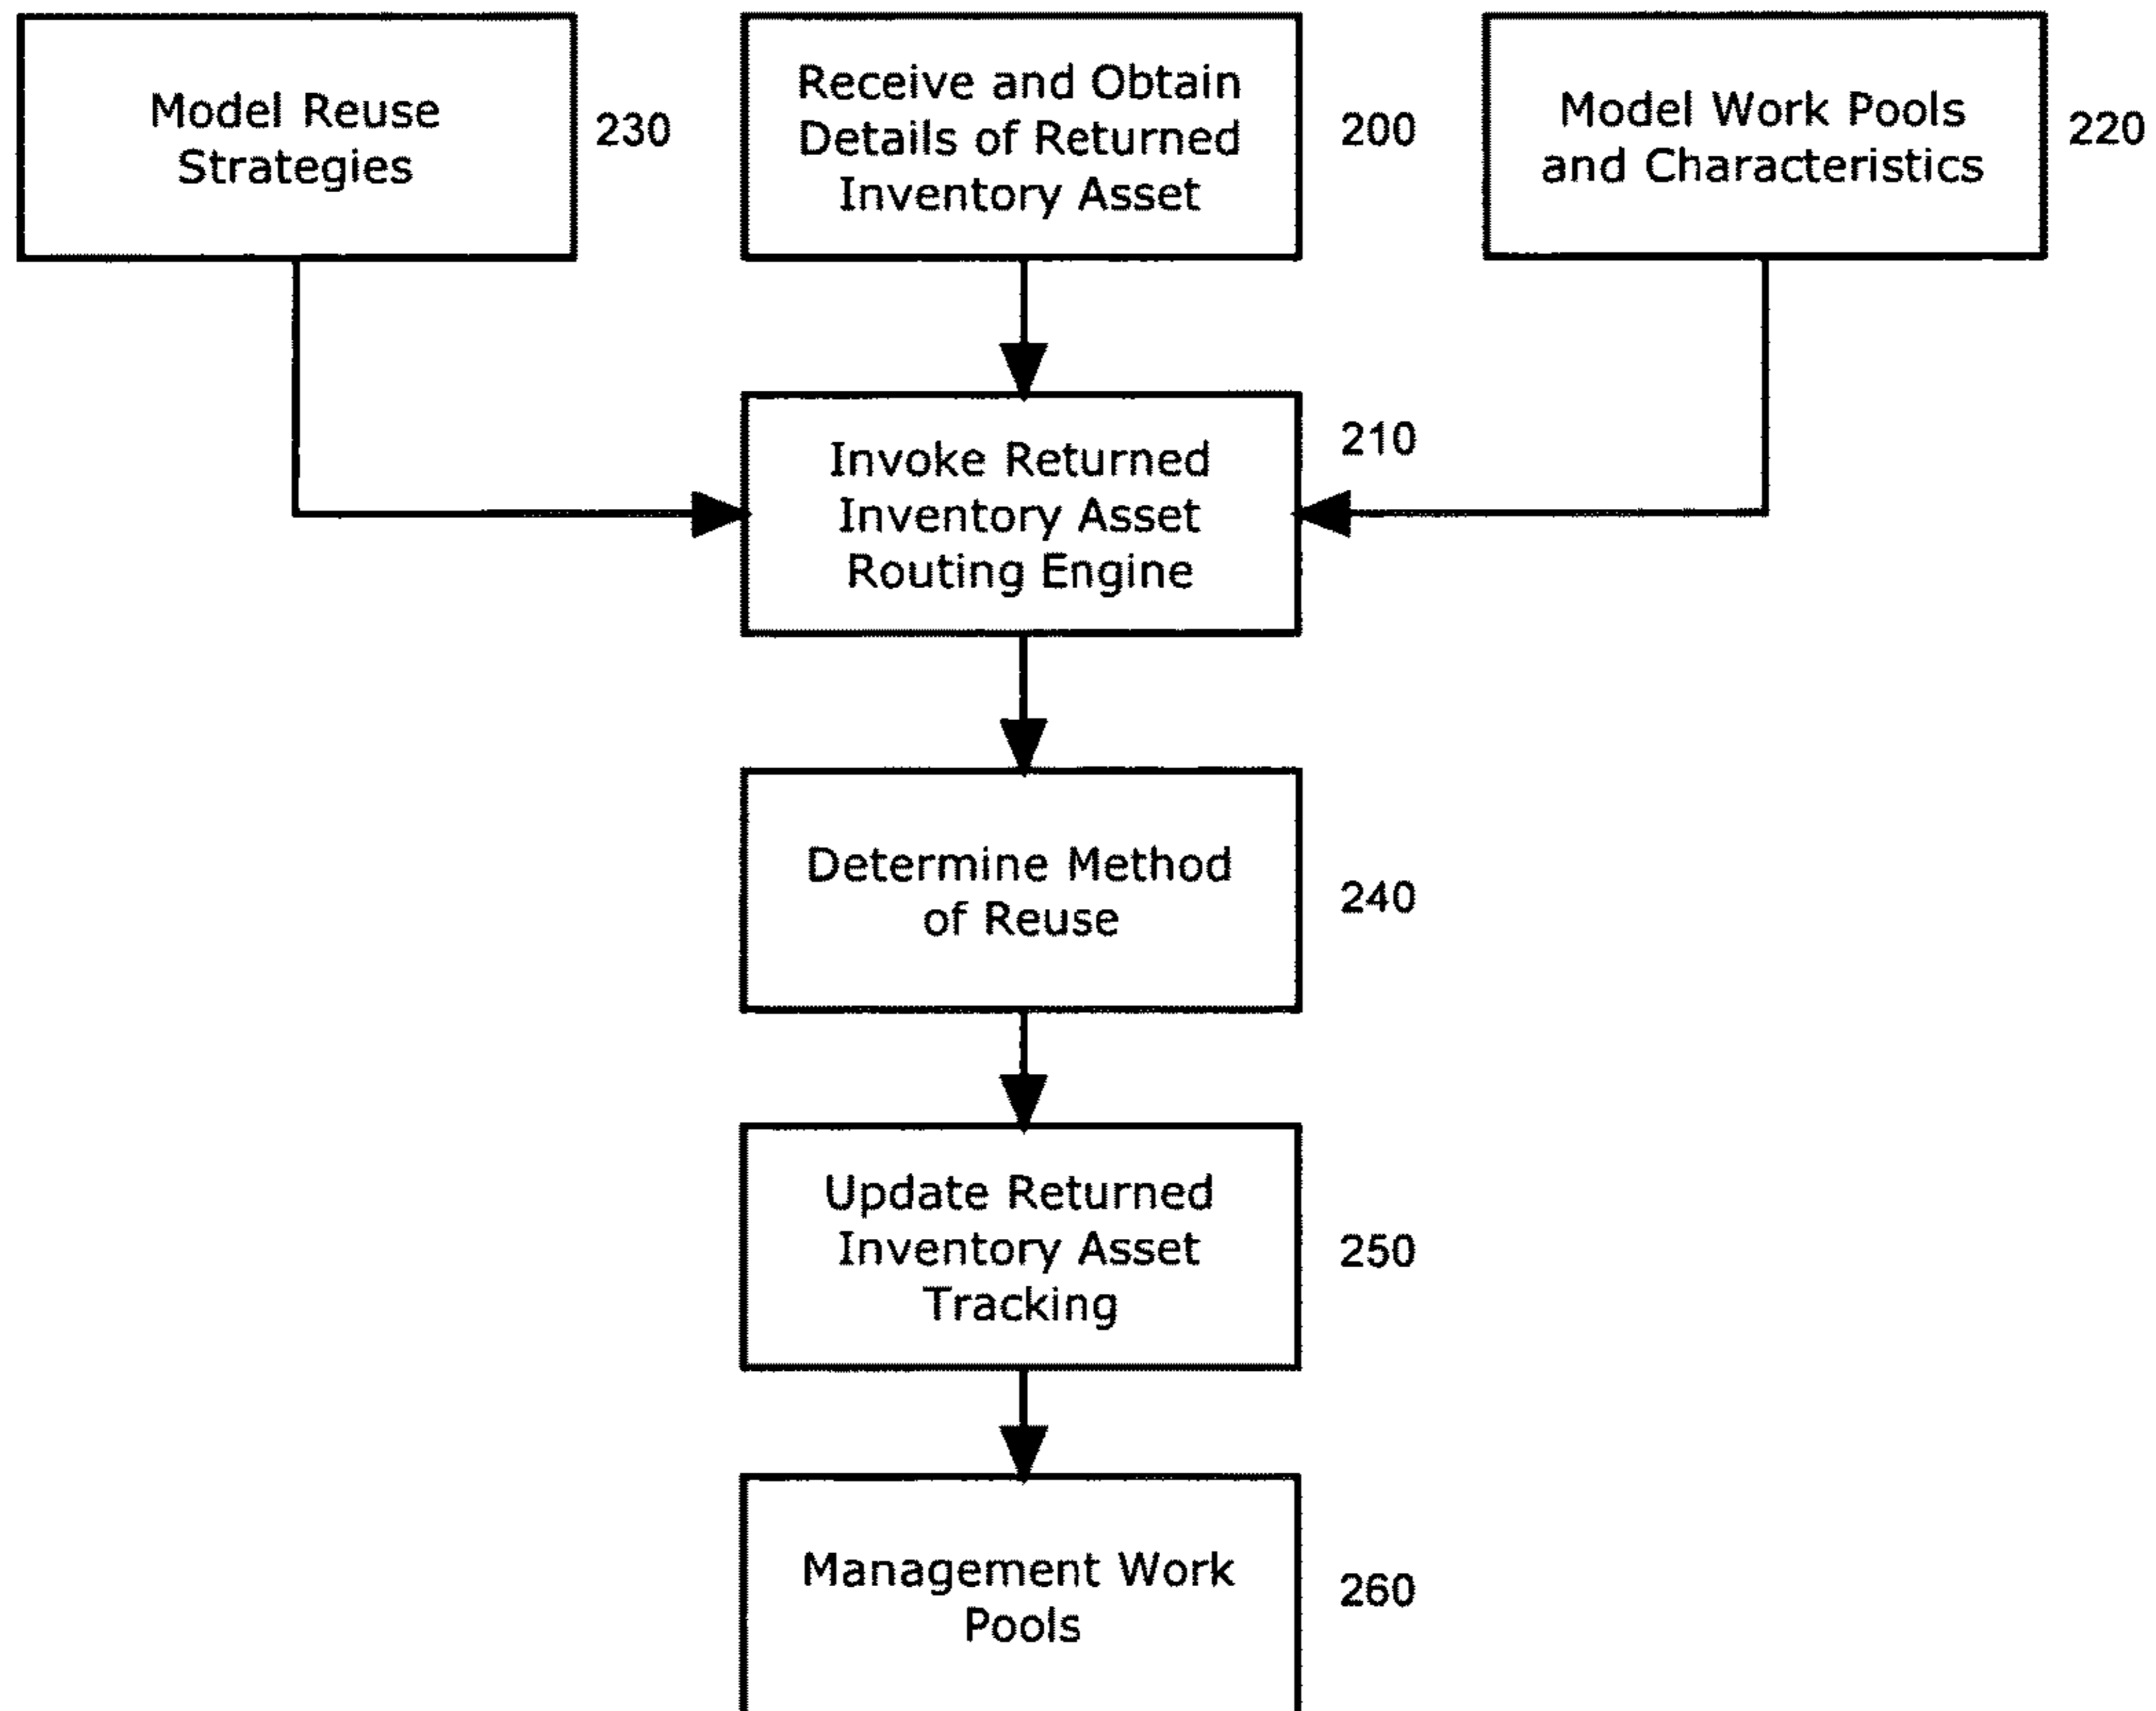 Model Reuse
Strategies
230
Receive and Obtain
Details of Returned
Inventory Asset
200
Model Work Pools
and Characteristics
220
Invoke Returned
Inventory Asset
Routing Engine
210
Determine Method
of Reuse
240
Update Returned
Inventory Asset
Tracking
250
Management Work
Pools
260